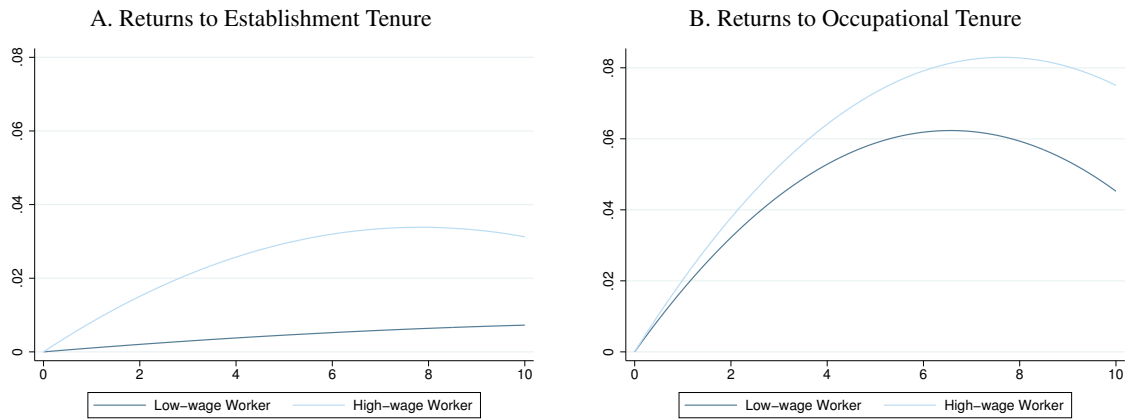 A. Returns to Establishment Tenure
.08
.06
.04
.02
0
0 2 4 6 8 10
Low-wage Worker High-wage Worker
B. Returns to Occupational Tenure
.08
.06
.04
.02
0
0 2 4 6 8 10
Low-wage Worker High-wage Worker